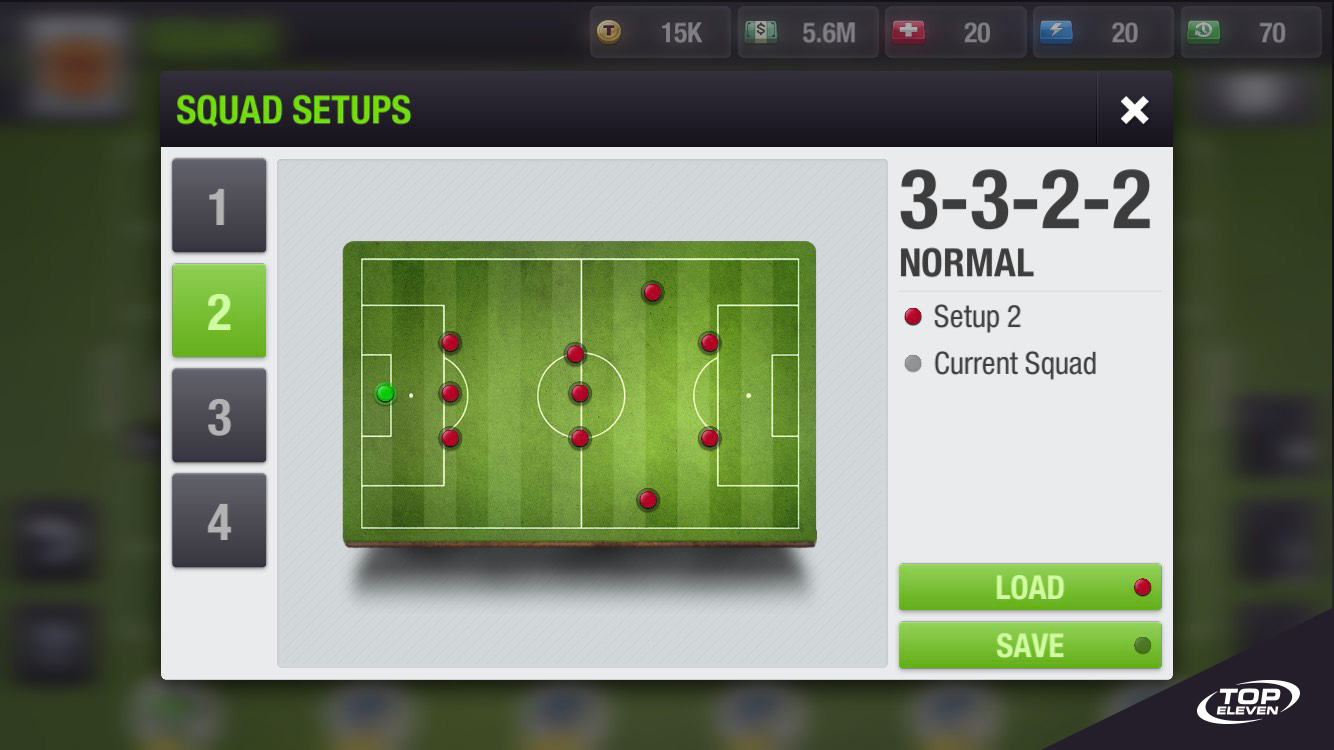 15K
5.6M
20
20
70
SQUAD SETUPS
1
2
3
4
3-3-2-2
NORMAL
Setup 2
Current Squad
LOAD
SAVE
TOP
ELEVEN